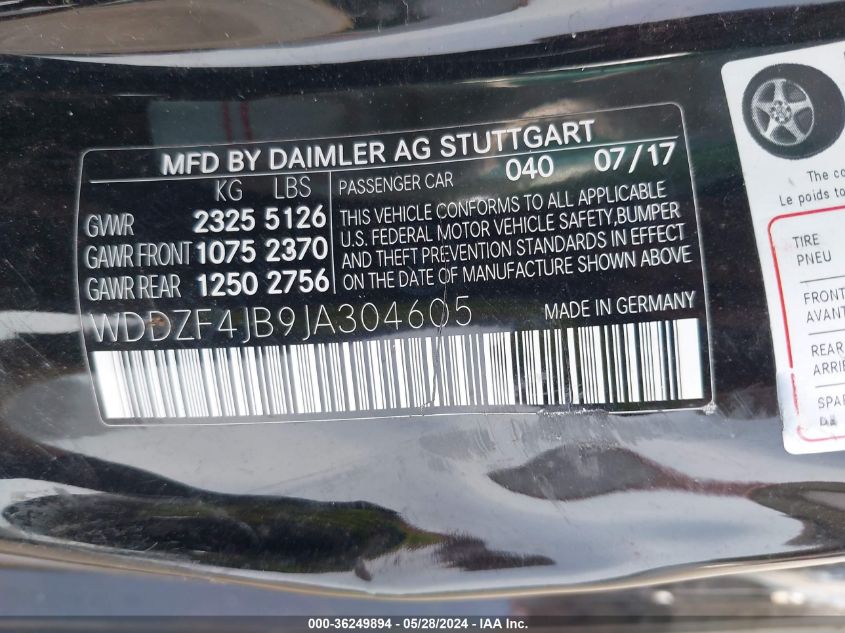 MFD BY DAIMLER AG STUTTGART
KG LBS
GVWR 2325 5126
GAWR FRONT 1075 2370
GAWR REAR 1250 2756
PASSENGER CAR 040 07/17
THIS VEHICLE CONFORMS TO ALL APPLICABLE
U.S. FEDERAL MOTOR VEHICLE SAFETY,BUMPER
AND THEFT PREVENTION STANDARDS IN EFFECT
ON THE DATE OF MANUFACTURE SHOWN ABOVE
WDDZF4JB9JA304605 MADE IN GERMANY
The co
Le poids to
TIRE
PNEU
FRONT
AVANT
REAR
ARRIE
SPAR
000-36249894 / 05/28/2024 - IAA Inc.